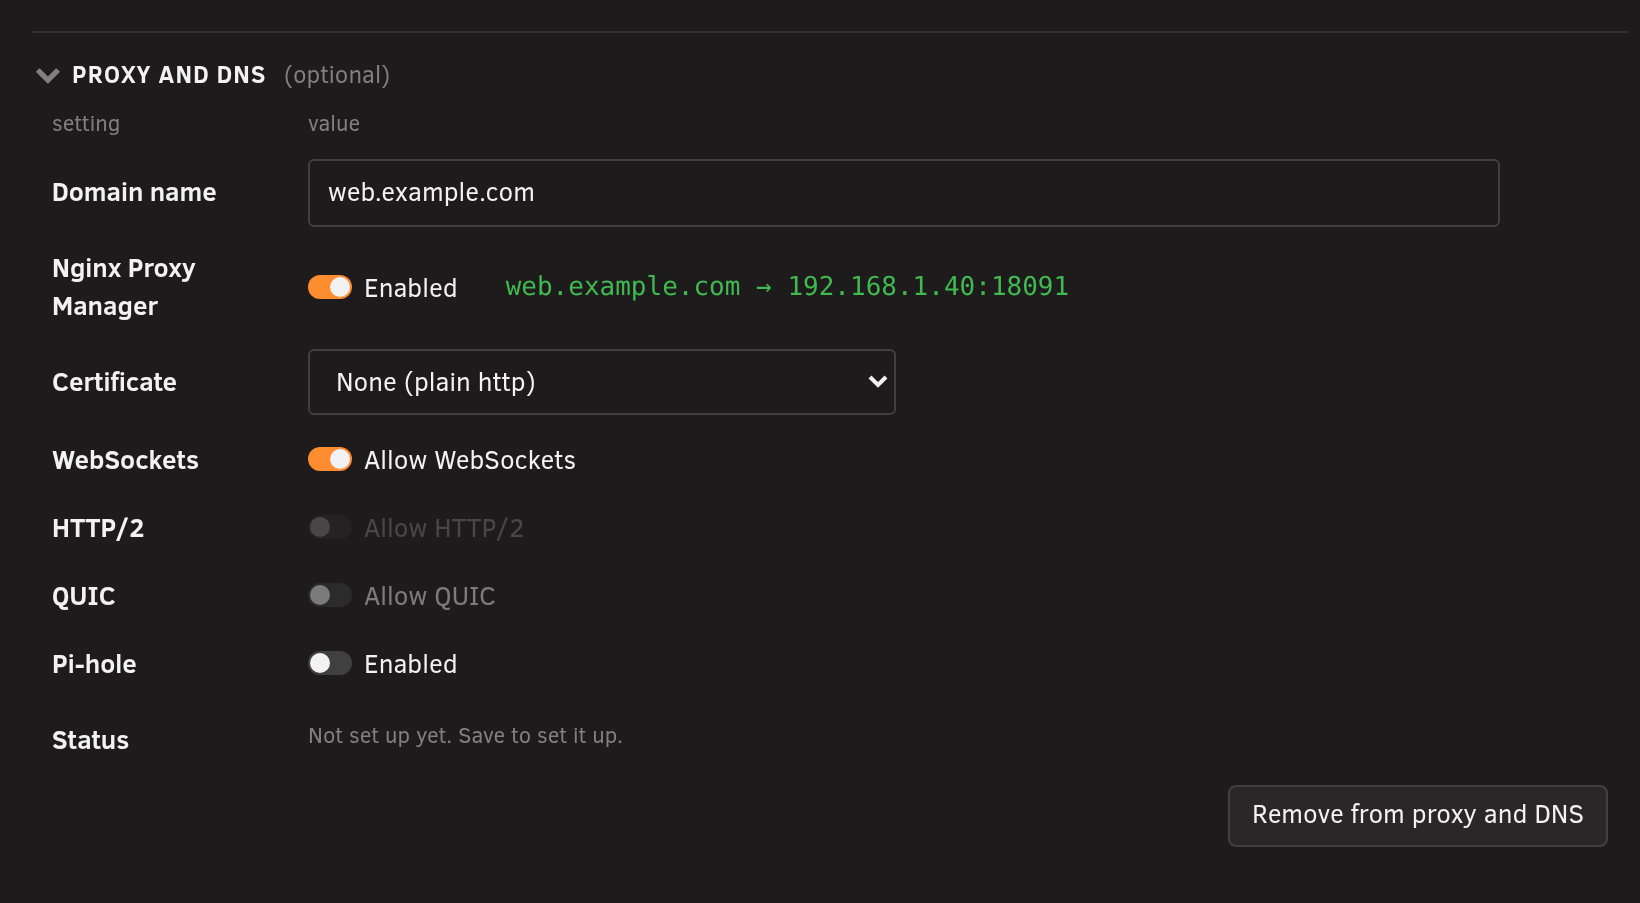 PROXY AND DNS (optional)
setting value
Domain name web.example.com
Nginx Proxy
Manager
Enabled web.example.com → 192.168.1.40:18091
Certificate None (plain http)
WebSockets Allow WebSockets
HTTP/2 Allow HTTP/2
QUIC Allow QUIC
Pi-hole Enabled
Status Not set up yet. Save to set it up.
Remove from proxy and DNS